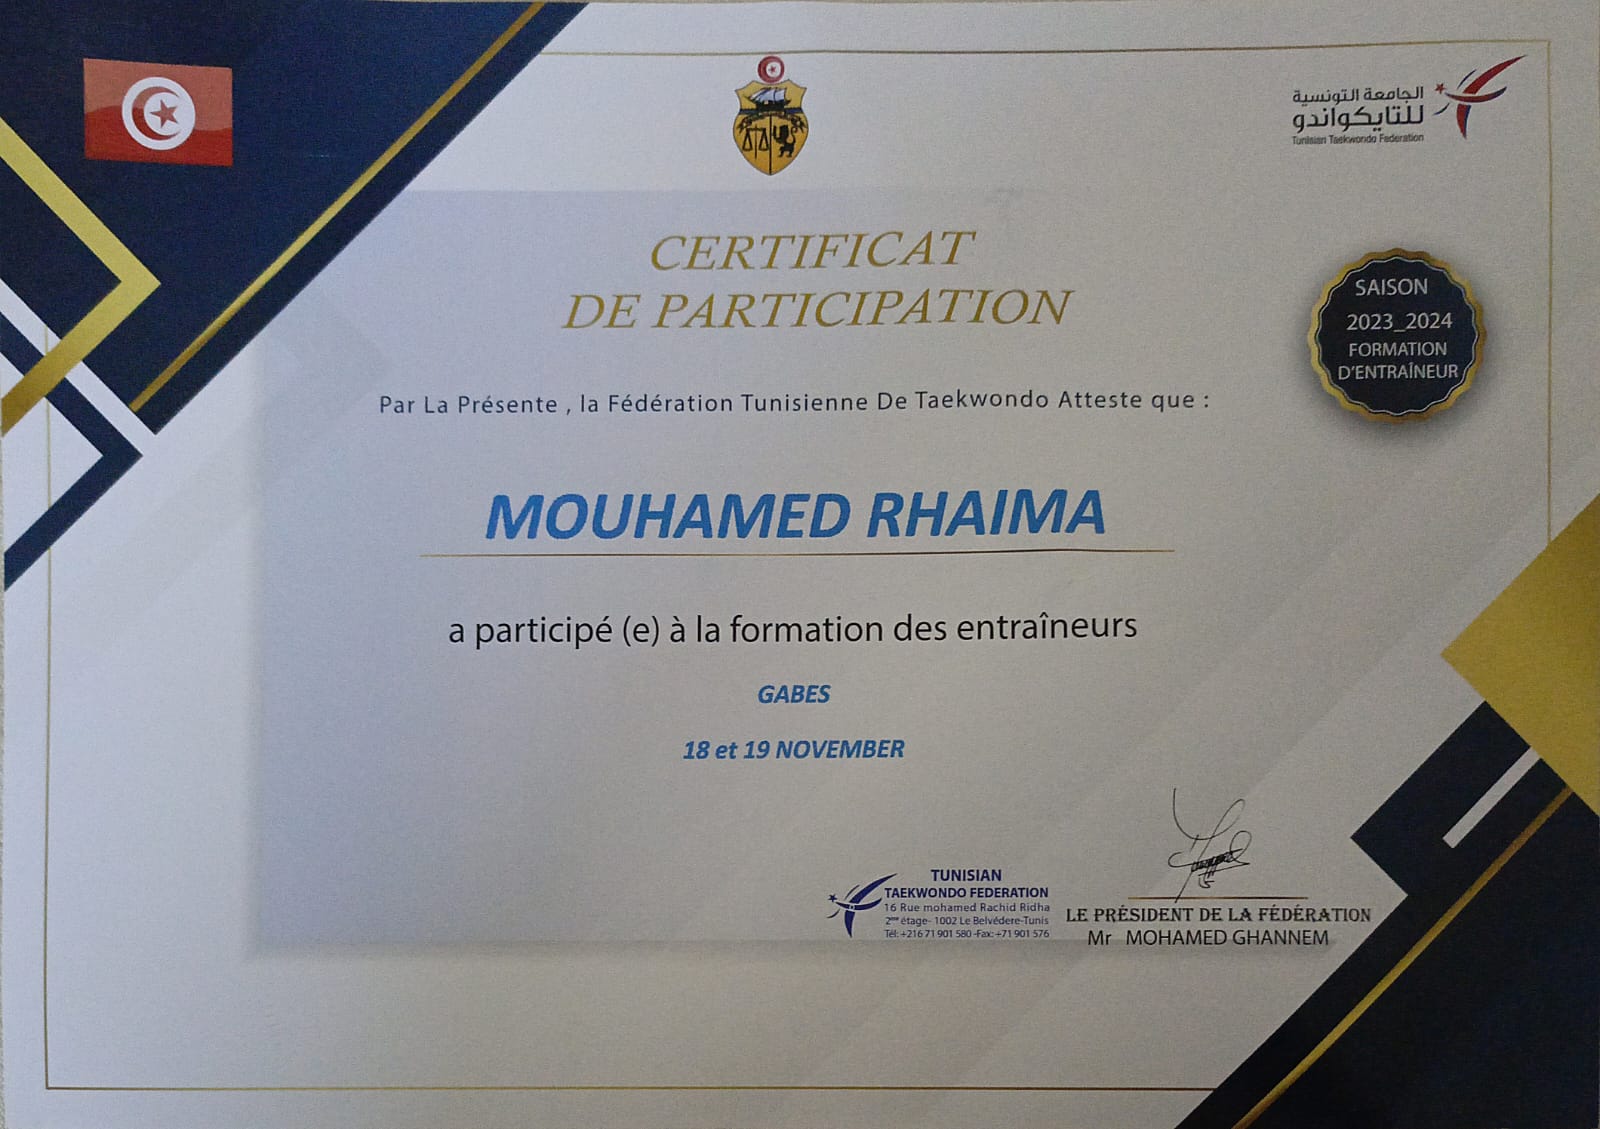 الجامعة التونسية
للتايكواندو
Tunisian Taekwondo Federation
CERTIFICAT
DE PARTICIPATION
SAISON
2023_2024
FORMATION
D'ENTRAÎNEUR
Par La Présente , la Fédération Tunisienne De Taekwondo Atteste que :
MOUHAMED RHAIMA
a participé (e) à la formation des entraîneurs
GABES
18 et 19 NOVEMBER
TUNISIAN
TAEKWONDO FEDERATION
16 Rue mohamed Rachid Ridha
2ème étage- 1002 Le Belvédere-Tunis
Tél: +216 71 901 580 -Fax: +71 901 576
LE PRÉSIDENT DE LA FÉDÉRATION
Mr MOHAMED GHANNEM